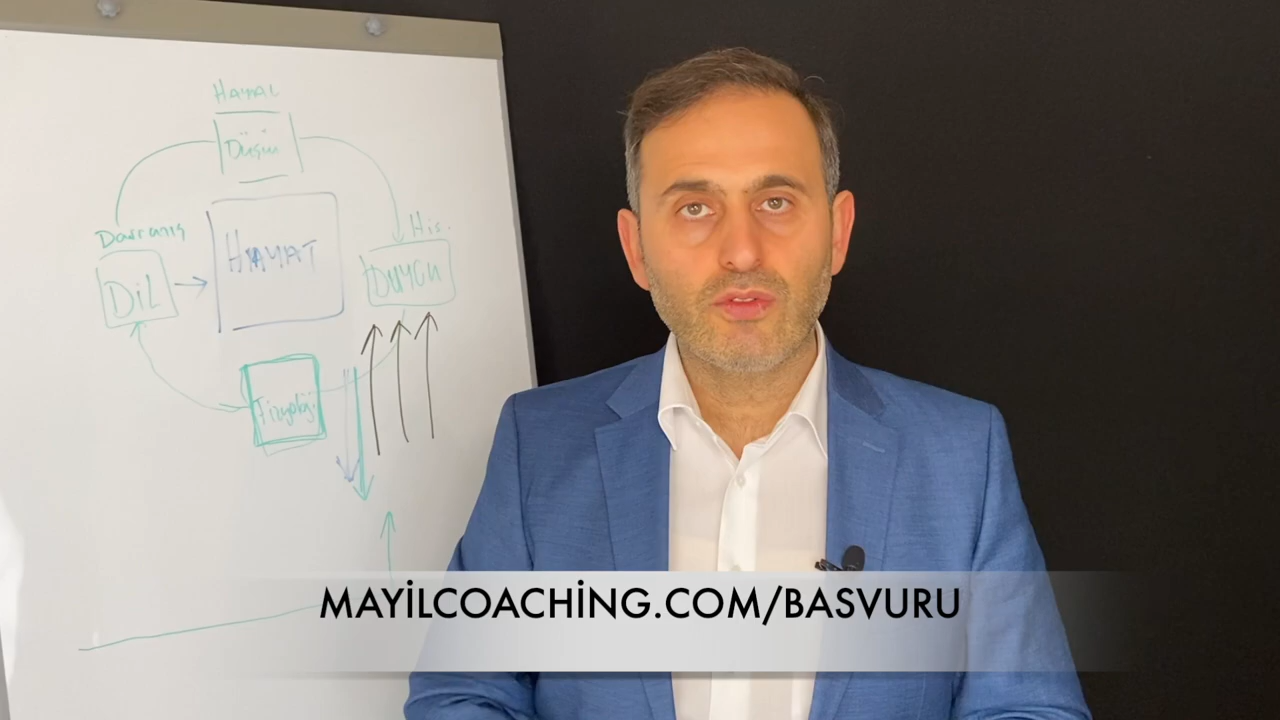 HAYAL
Düşün
Davranış
His.
HAYAT
DUYGU
DİL
Fizyoloji
MAYİLCOACHİNG.COM/BASVURU